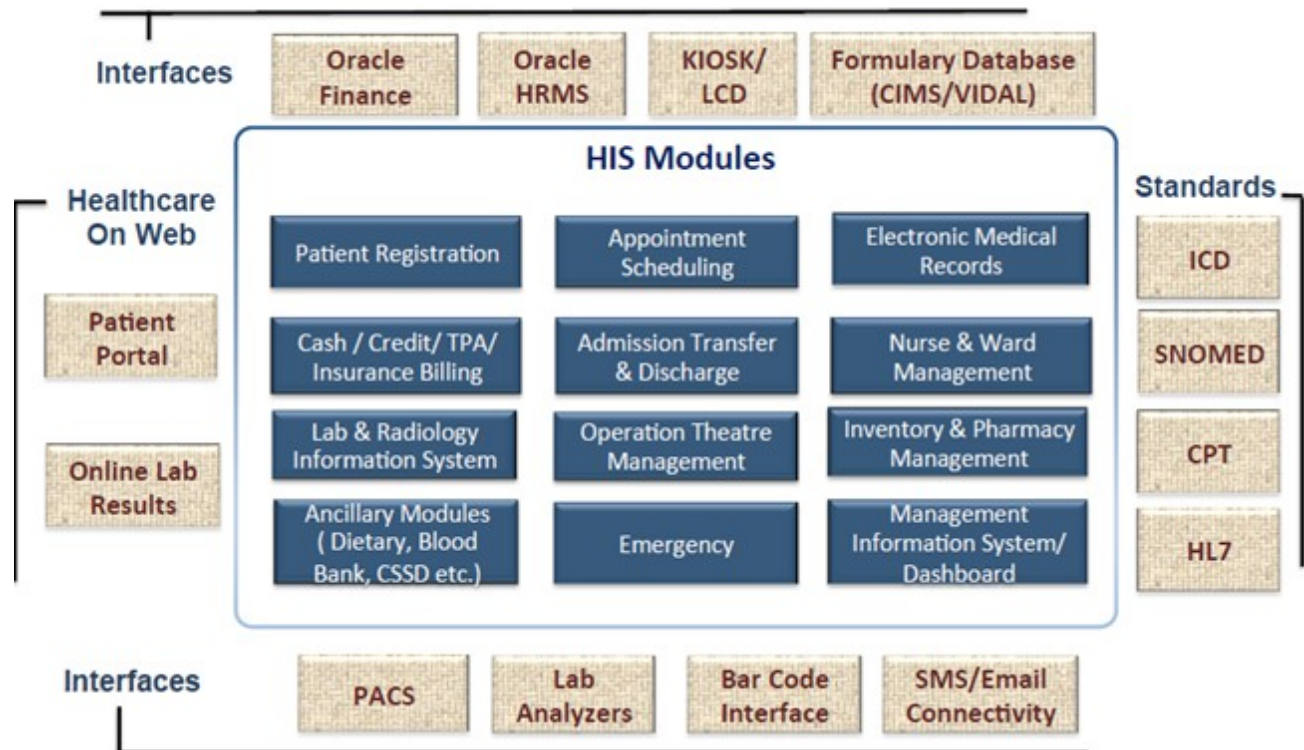 Interfaces
Oracle
Finance
Oracle
HRMS
KIOSK/
LCD
Formulary Database
(CIMS/VIDAL)
HIS Modules
Healthcare
On Web
Patient
Portal
Online Lab
Results
Patient Registration
Appointment
Scheduling
Electronic Medical
Records
Cash / Credit/ TPA/
Insurance Billing
Admission Transfer
& Discharge
Nurse & Ward
Management
Lab & Radiology
Information System
Operation Theatre
Management
Inventory & Pharmacy
Management
Ancillary Modules
( Dietary, Blood
Bank, CSSD etc.)
Emergency
Management
Information System/
Dashboard
Standards
ICD
SNOMED
CPT
HL7
Interfaces
PACS
Lab
Analyzers
Bar Code
Interface
SMS/Email
Connectivity